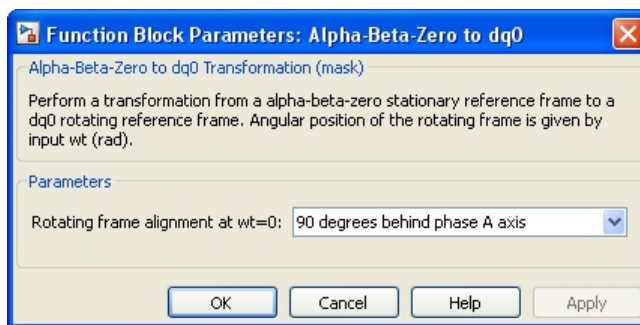 Function Block Parameters: Alpha-Beta-Zero to dq0
Alpha-Beta-Zero to dq0 Transformation (mask)
Perform a transformation from a alpha-beta-zero stationary reference frame to a
dq0 rotating reference frame. Angular position of the rotating frame is given by
input wt (rad).
Parameters
Rotating frame alignment at wt=0: 90 degrees behind phase A axis
OK Cancel Help Apply